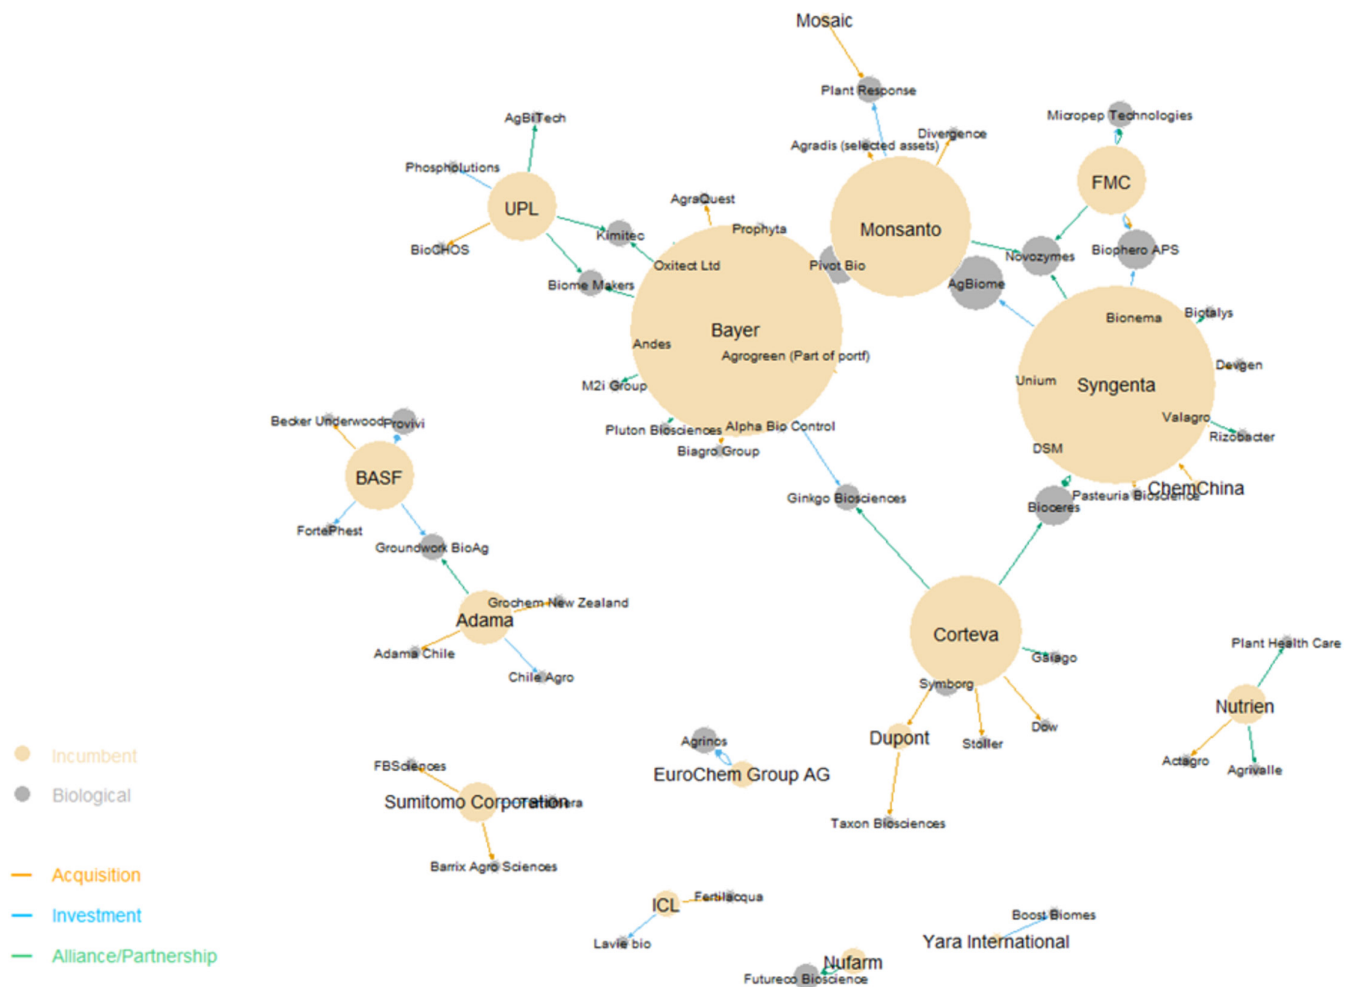 Mosaic
Plant Response
Micropep Technologies
AgBiTech
Divergence
Agradis (selected assets)
Phospholutions
FMC
AgraQuest
UPL
Prophyta
Monsanto
Kimitec
BioCHOS
Oxitect Ltd
Pivot Bio
Novozymes
Biophero APS
Biome Makers
AgBiome
Bionema
Biotalys
Bayer
Andes
Agrogreen (Part of portf)
Devgen
M2i Group
Unium
Syngenta
Valagro
Becker Underwood
Provivi
Pluton Biosciences
Alpha Bio Control
Rizobacter
Biagro Group
DSM
BASF
ChemChina
Ginkgo Biosciences
Pasteuria Bioscience
Bioceres
FortePhest
Groundwork BioAg
Grochem New Zealand
Adama
Corteva
Adama Chile
Gaiago
Plant Health Care
Chile Agro
Symborg
Nutrien
Dow
Dupont
Stoller
Agrinos
Incumbent
Actagro
Agrivalle
FBSciences
EuroChem Group AG
Biological
Sumitomo Corporation
Taxon Biosciences
Barrix Agro Sciences
Acquisition
Fertilacqua
ICL
Investment
Boost Biomes
Lavie bio
Yara International
Alliance/Partnership
Nufarm
Futureco Bioscience